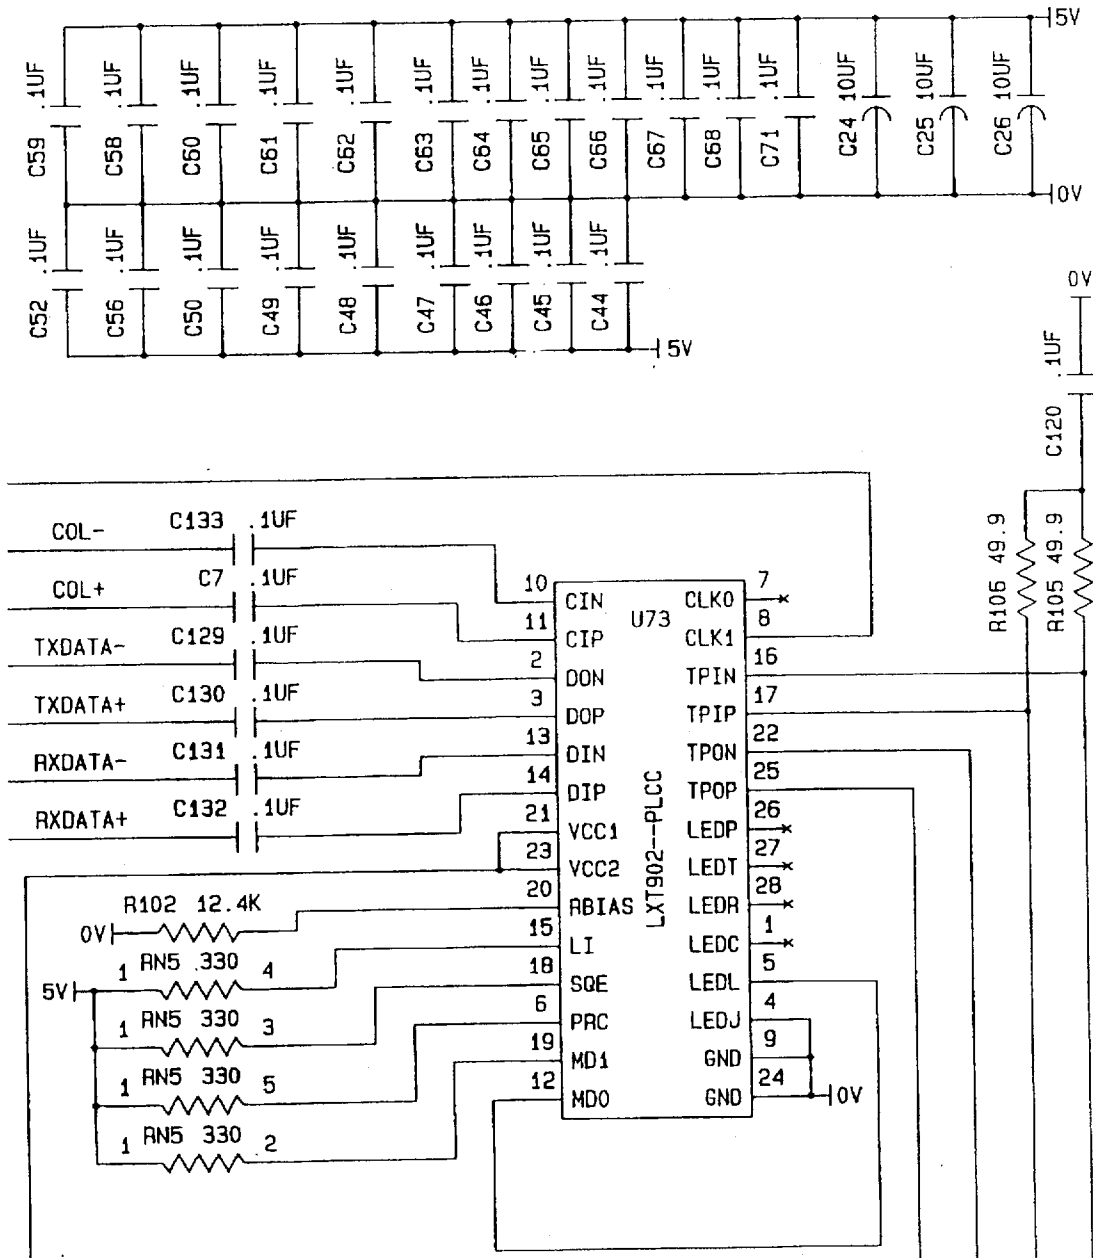 5V
.1UF .1UF .1UF .1UF .1UF .1UF .1UF .1UF .1UF .1UF .1UF .1UF 10UF 10UF 10UF
C59 C58 C60 C61 C62 C63 C64 C65 C66 C67 C68 C71 C24 C25 C26
0V
.1UF .1UF .1UF .1UF .1UF .1UF .1UF .1UF .1UF
C52 C56 C50 C49 C48 C47 C46 C45 C44
5V
0V
.1UF
C120
R106 49.9
R105 49.9
COL- C133 .1UF
COL+ C7 .1UF
TXDATA- C129 .1UF
TXDATA+ C130 .1UF
RXDATA- C131 .1UF
RXDATA+ C132 .1UF
U73
LXT902--PLCC
10 CIN CLKO 7
11 CIP CLK1 8
2 DON TPIN 16
3 DOP TPIP 17
13 DIN TPON 22
14 DIP TPOP 25
21 VCC1 LEDP 26
23 VCC2 LEDT 27
20 RBIAS LEDR 28
15 LI LEDC 1
18 SQE LEDL 5
6 PRC LEDJ 4
19 MD1 GND 9
12 MD0 GND 24
0V
R102 12.4K
0V
5V
1 RN5 330 4
1 RN5 330 3
1 RN5 330 5
1 RN5 330 2